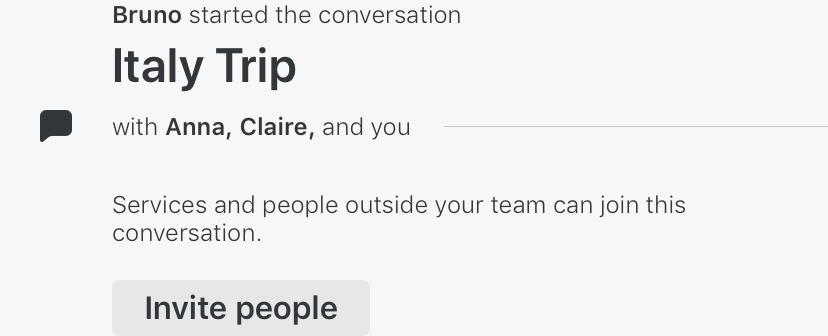 Bruno started the conversation
Italy Trip
with Anna, Claire, and you
Services and people outside your team can join this
conversation.
Invite people